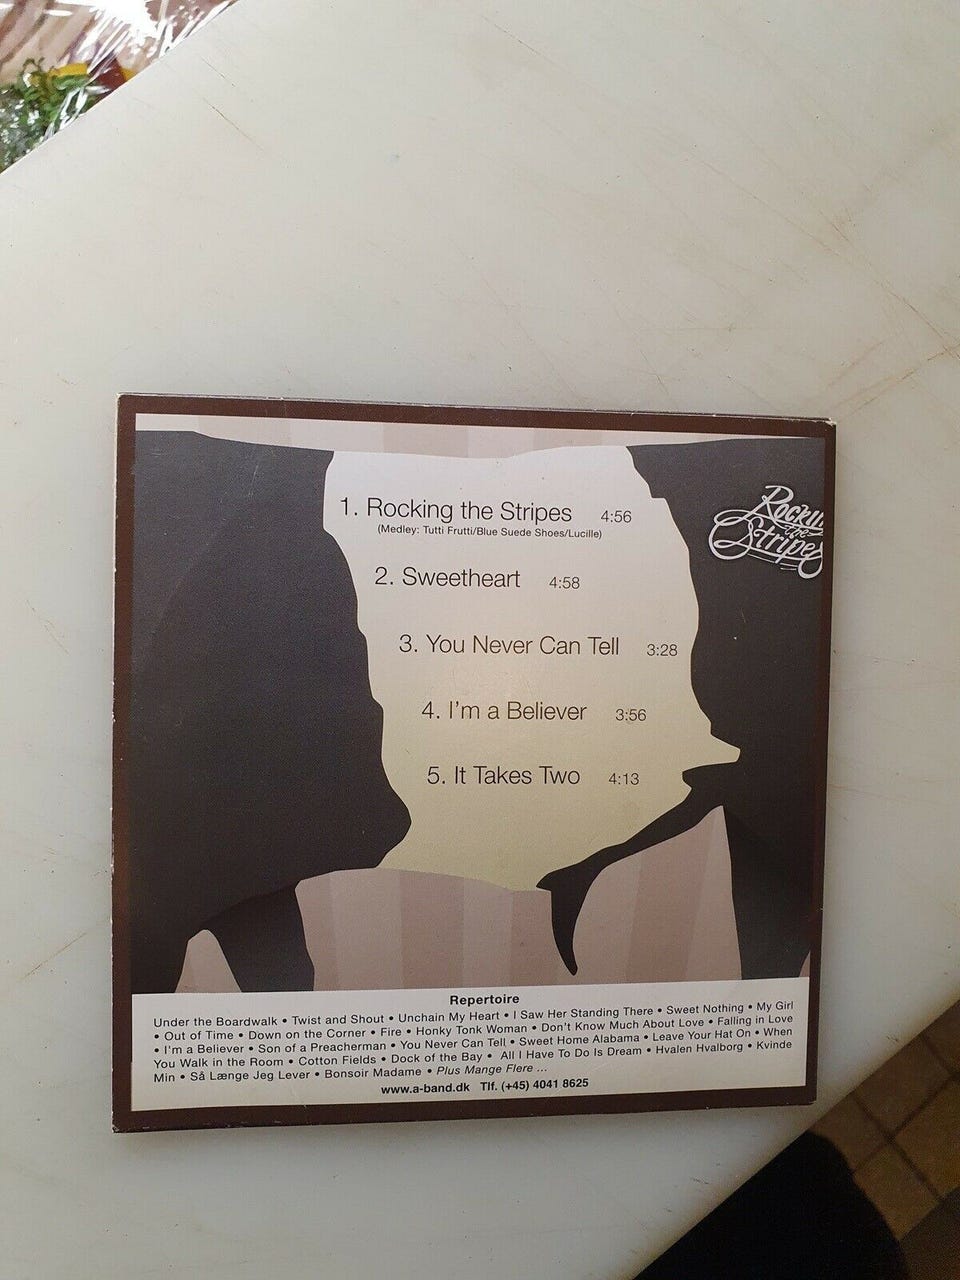 1. Rocking the Stripes 4:56
(Medley: Tutti Frutti/Blue Suede Shoes/Lucille)
2. Sweetheart 4:58
3. You Never Can Tell 3:28
4. I'm a Believer 3:56
5. It Takes Two 4:13
Rockin
the
Stripes
Repertoire
Under the Boardwalk • Twist and Shout • Unchain My Heart • I Saw Her Standing There • Sweet Nothing • My Girl
• Out of Time • Down on the Corner • Fire • Honky Tonk Woman • Don't Know Much About Love • Falling in Love
• I'm a Believer • Son of a Preacherman • You Never Can Tell • Sweet Home Alabama • Leave Your Hat On • When
You Walk in the Room • Cotton Fields • Dock of the Bay • All I Have To Do Is Dream • Hvalen Hvalborg • Kvinde
Min • Så Længe Jeg Lever • Bonsoir Madame • Plus Mange Flere ...
www.a-band.dk Tlf. (+45) 4041 8625